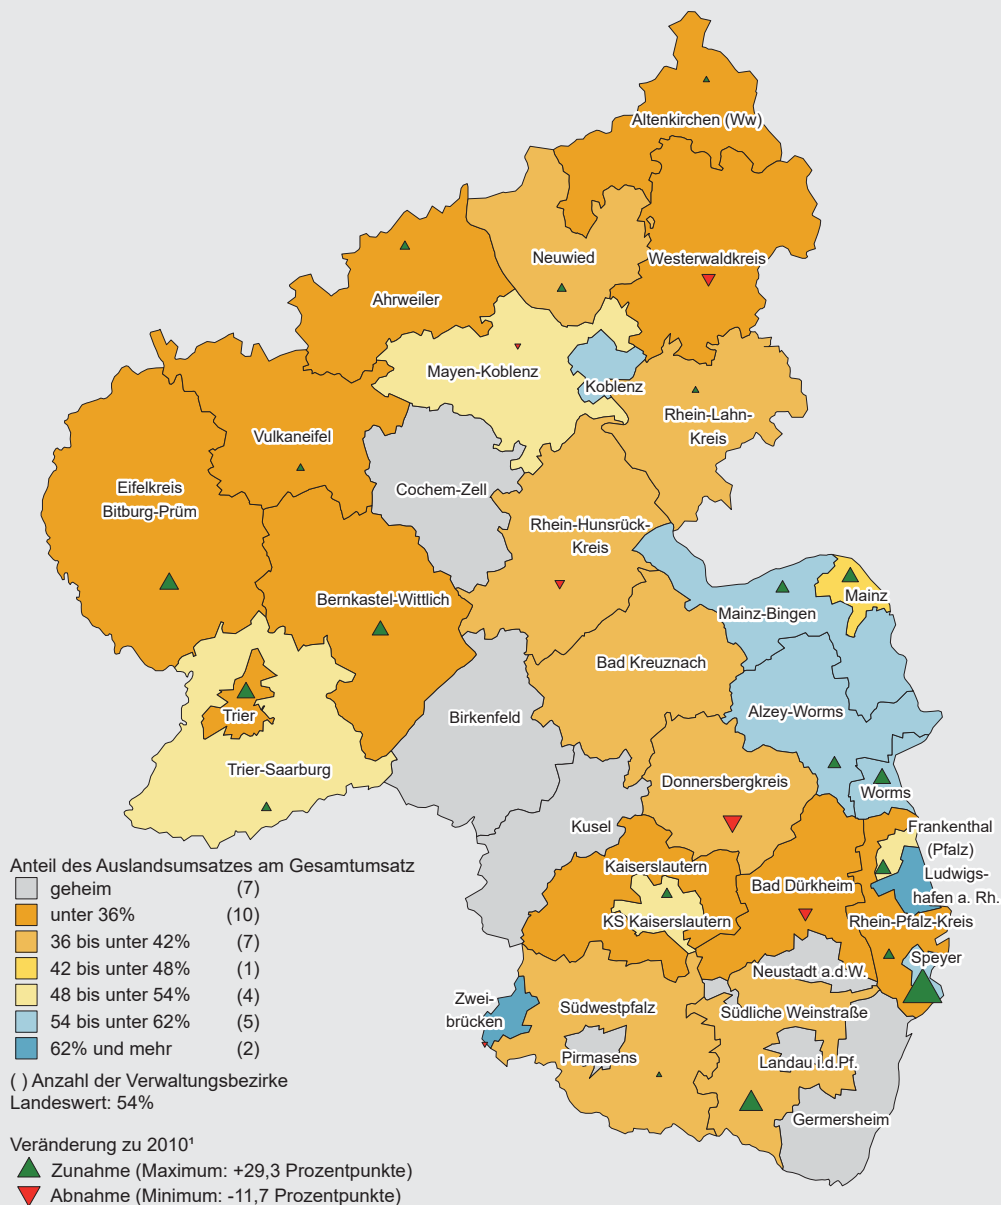 Altenkirchen (Ww)
Neuwied
Westerwaldkreis
Ahrweiler
Mayen-Koblenz
Koblenz
Rhein-Lahn-
Kreis
Vulkaneifel
Eifelkreis
Bitburg-Prüm
Cochem-Zell
Rhein-Hunsrück-
Kreis
Bernkastel-Wittlich
Mainz
Mainz-Bingen
Bad Kreuznach
Trier
Birkenfeld
Alzey-Worms
Trier-Saarburg
Donnersbergkreis
Worms
Kusel
Frankenthal
(Pfalz)
Ludwigs-
hafen a. Rh.
Kaiserslautern
Bad Dürkheim
KS Kaiserslautern
Rhein-Pfalz-Kreis
Speyer
Neustadt a.d.W.
Zwei-
brücken
Südwestpfalz
Südliche Weinstraße
Pirmasens
Landau i.d.Pf.
Germersheim
Anteil des Auslandsumsatzes am Gesamtumsatz
geheim (7)
unter 36% (10)
36 bis unter 42% (7)
42 bis unter 48% (1)
48 bis unter 54% (4)
54 bis unter 62% (5)
62% und mehr (2)
( ) Anzahl der Verwaltungsbezirke
Landeswert: 54%
Veränderung zu 2010¹
Zunahme (Maximum: +29,3 Prozentpunkte)
Abnahme (Minimum: -11,7 Prozentpunkte)